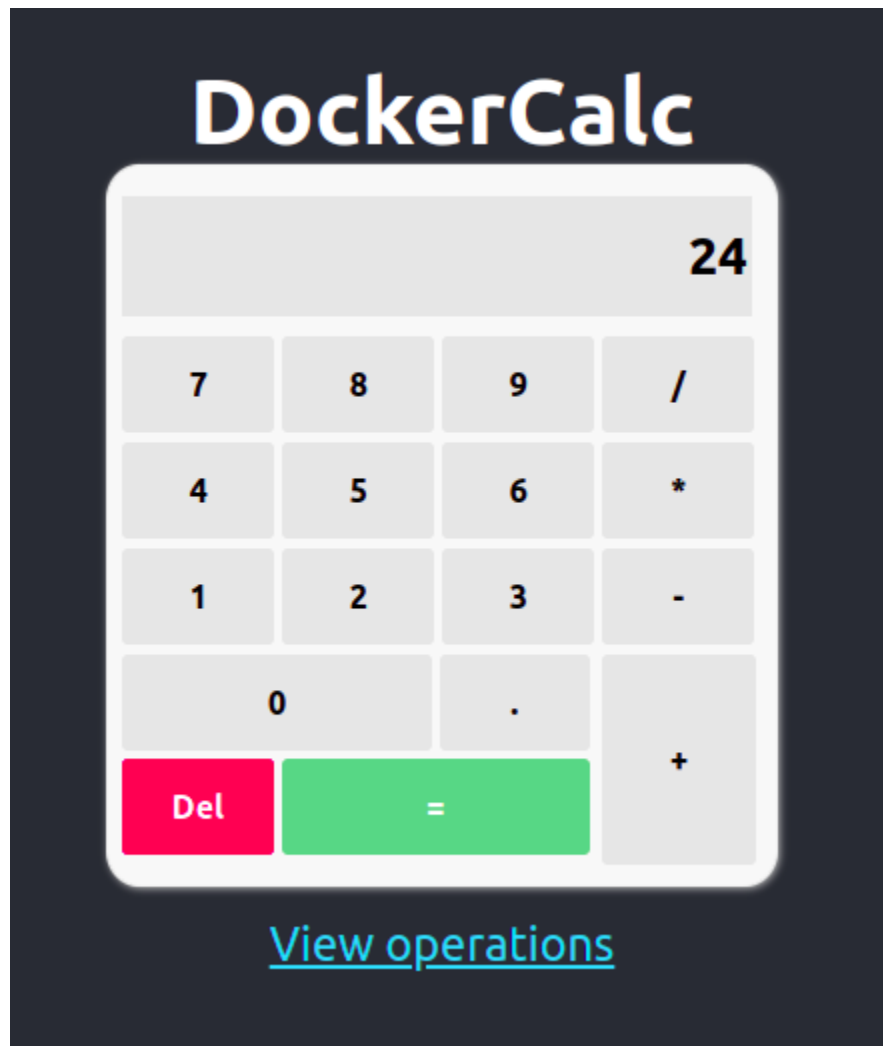 DockerCalc
24
7 8 9 /
4 5 6 *
1 2 3 -
0 . +
Del =
View operations